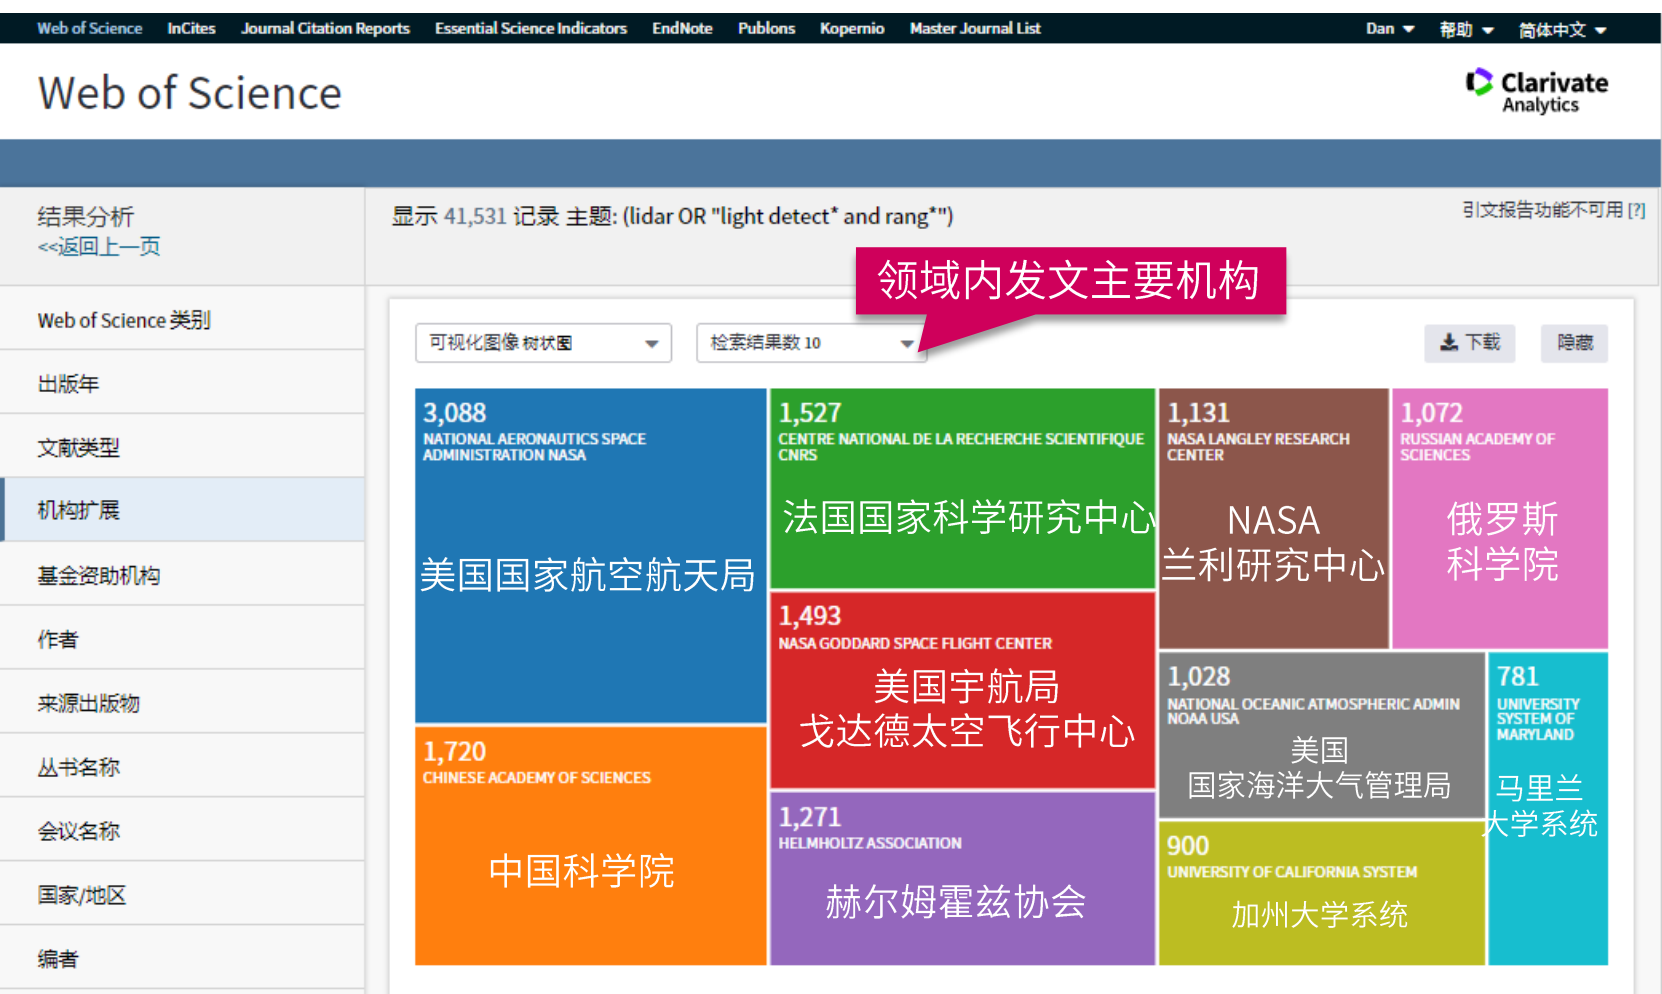 Web of Science InCites Journal Citation Reports Essential Science Indicators EndNote Publons Kopernio Master Journal List Dan 帮助 简体中文
Web of Science
Clarivate
Analytics
结果分析
<<返回上一页
显示 41,531 记录 主题: (lidar OR "light detect* and rang*")
引文报告功能不可用 [?]
领域内发文主要机构
Web of Science 类别
出版年
文献类型
机构扩展
基金资助机构
作者
来源出版物
丛书名称
会议名称
国家/地区
编者
可视化图像 树状图
检索结果数 10
下载
隐藏
3,088
NATIONAL AERONAUTICS SPACE
ADMINISTRATION NASA
美国国家航空航天局
1,720
CHINESE ACADEMY OF SCIENCES
中国科学院
1,527
CENTRE NATIONAL DE LA RECHERCHE SCIENTIFIQUE
CNRS
法国国家科学研究中心
1,493
NASA GODDARD SPACE FLIGHT CENTER
美国宇航局
戈达德太空飞行中心
1,271
HELMHOLTZ ASSOCIATION
赫尔姆霍兹协会
1,131
NASA LANGLEY RESEARCH
CENTER
NASA
兰利研究中心
1,072
RUSSIAN ACADEMY OF
SCIENCES
俄罗斯
科学院
1,028
NATIONAL OCEANIC ATMOSPHERIC ADMIN
NOAA USA
美国
国家海洋大气管理局
900
UNIVERSITY OF CALIFORNIA SYSTEM
加州大学系统
781
UNIVERSITY
SYSTEM OF
MARYLAND
马里兰
大学系统